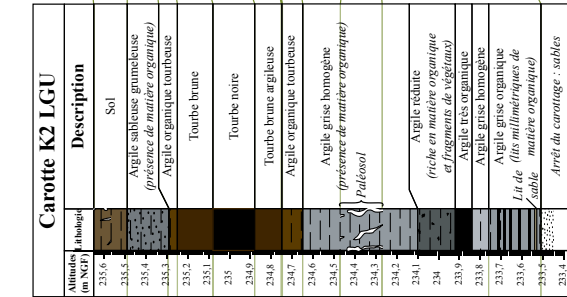 Carotte K2 LGU
Description
Sol
Argile sableuse grumeleuse
(présence de matière organique)
Argile organique tourbeuse
Tourbe brune
Tourbe noire
Tourbe brune argileuse
Argile organique tourbeuse
Argile grise homogène
(présence de matière organique)
Paléosol
Argile réduite
(riche en matière organique
et fragments de végétaux)
Argile très organique
Argile grise homogène
Argile grise organique
(lits millimétriques de
matière organique)
Lit de
sable
Arrêt du carottage : sables
Lithologie
Altitudes
(m NGF)
235.6
235.5
235.4
235.3
235.2
235.1
235
234.9
234.8
234.7
234.6
234.5
234.4
234.3
234.2
234.1
234
233.9
233.8
233.7
233.6
233.5
233.4